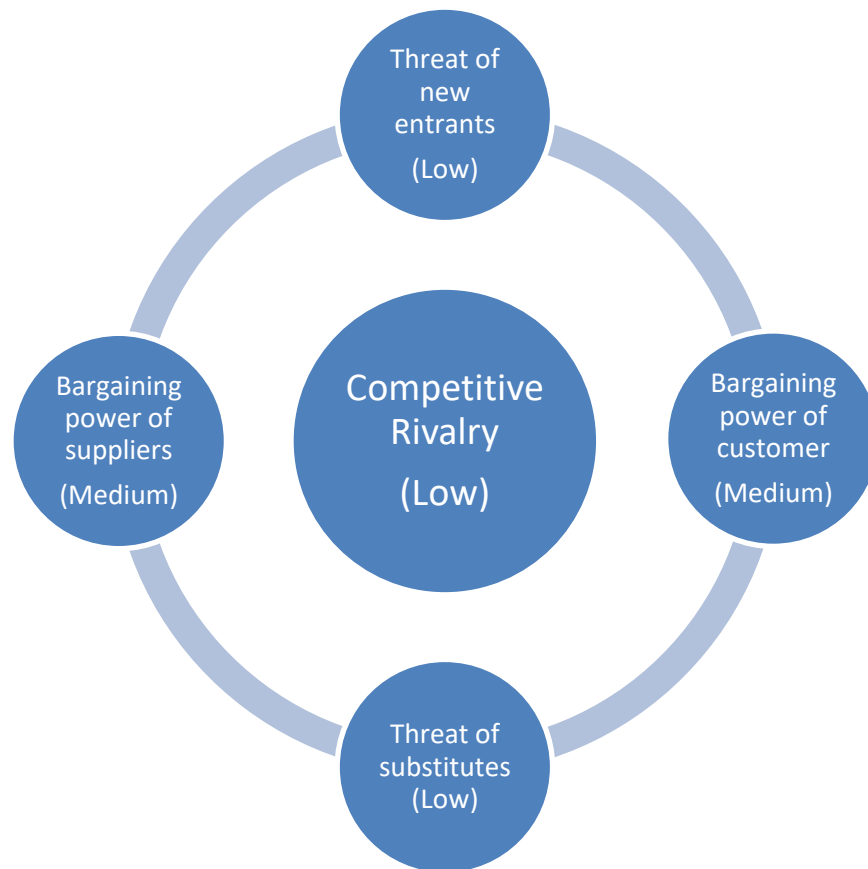 Threat of
new
entrants
(Low)
Bargaining
power of
suppliers
(Medium)
Competitive
Rivalry
(Low)
Bargaining
power of
customer
(Medium)
Threat of
substitutes
(Low)